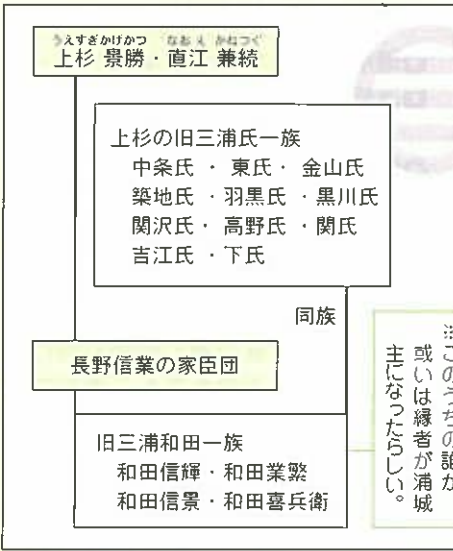 うえすぎかげかつ なおえ かねつぐ
上杉 景勝・直江 兼続
上杉の旧三浦氏一族
中条氏 ・ 東氏・ 金山氏
築地氏 ・羽黒氏 ・黒川氏
関沢氏・ 高野氏 ・関氏
吉江氏 ・下氏
同族
長野信業の家臣団
旧三浦和田一族
和田信輝・和田業繁
和田信景・和田喜兵衛
※このうちの誰か
或いは縁者が浦城
主になったらしい。